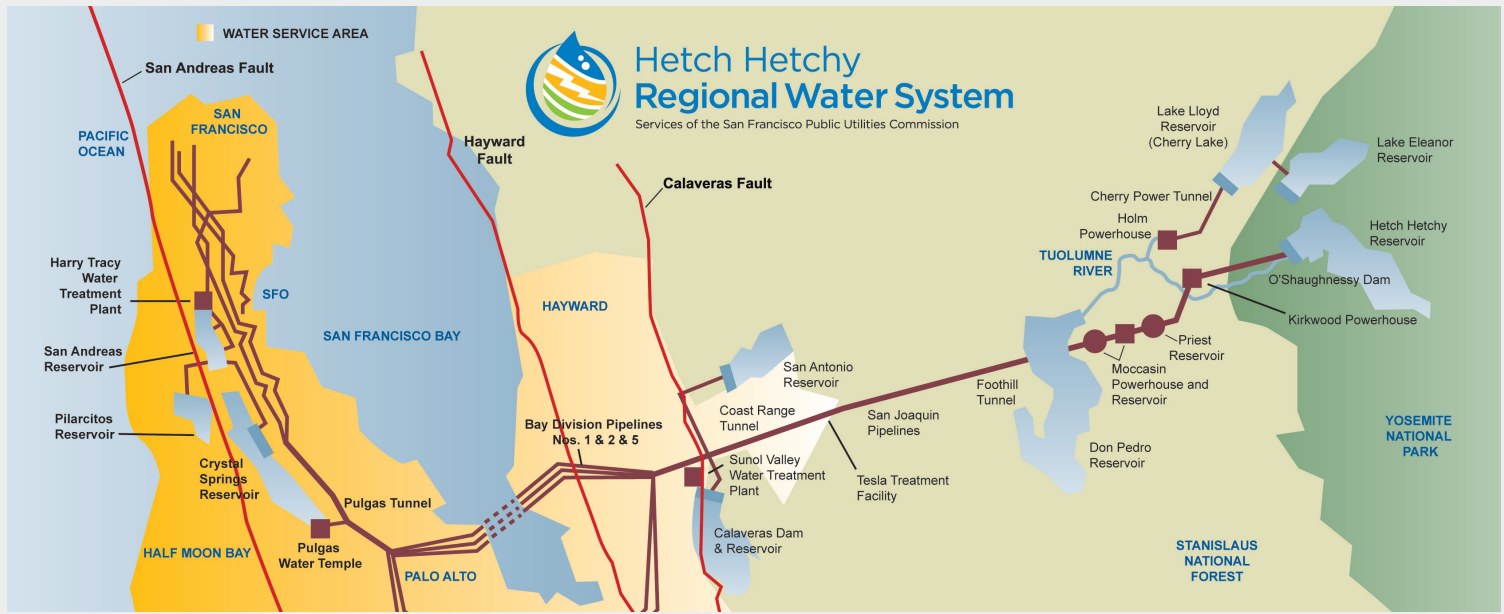 WATER SERVICE AREA
San Andreas Fault
Hetch Hetchy
Regional Water System
Services of the San Francisco Public Utilities Commission
SAN
FRANCISCO
PACIFIC
OCEAN
Hayward
Fault
Calaveras Fault
Lake Lloyd
Reservoir
(Cherry Lake)
Lake Eleanor
Reservoir
Cherry Power Tunnel
Holm
Powerhouse
Hetch Hetchy
Reservoir
TUOLUMNE
RIVER
O'Shaughnessy Dam
Kirkwood Powerhouse
Harry Tracy
Water
Treatment
Plant
SFO
SAN FRANCISCO BAY
HAYWARD
Priest
Reservoir
Moccasin
Powerhouse and
Reservoir
San Andreas
Reservoir
San Antonio
Reservoir
Foothill
Tunnel
Pilarcitos
Reservoir
Bay Division Pipelines
Nos. 1 & 2 & 5
Coast Range
Tunnel
San Joaquin
Pipelines
YOSEMITE
NATIONAL
PARK
Don Pedro
Reservoir
Crystal
Springs
Reservoir
Sunol Valley
Water Treatment
Plant
Tesla Treatment
Facility
Pulgas Tunnel
Calaveras Dam
& Reservoir
HALF MOON BAY
Pulgas
Water Temple
PALO ALTO
STANISLAUS
NATIONAL
FOREST